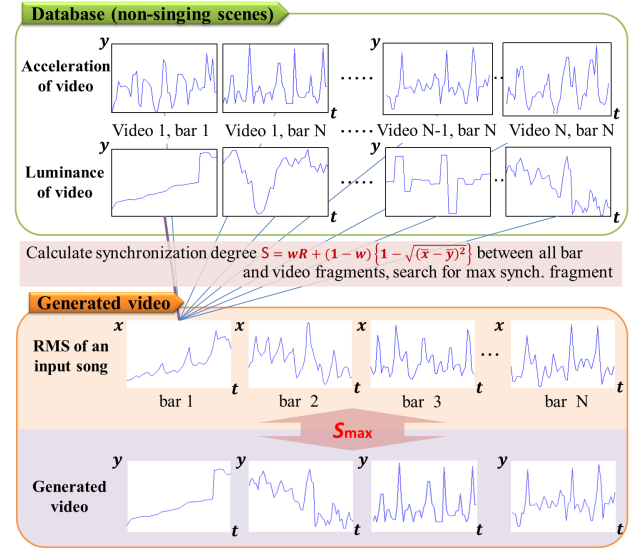 Database (non-singing scenes)
y y y
Acceleration
of video
..... ..
t t
Video 1, bar 1 Video 1, bar N ..... Video N-1, bar N Video N, bar N
y y
Luminance
of video
..... ..
t t
Calculate synchronization degree S = wR + (1 − w){1 − √(x̄ − ȳ)²} between all bar
and video fragments, search for max synch. fragment
Generated video
x x x x
RMS of an
input song
...
t t t t
bar 1 bar 2 bar 3 bar N
Smax
y y y y
Generated
video
t t t t